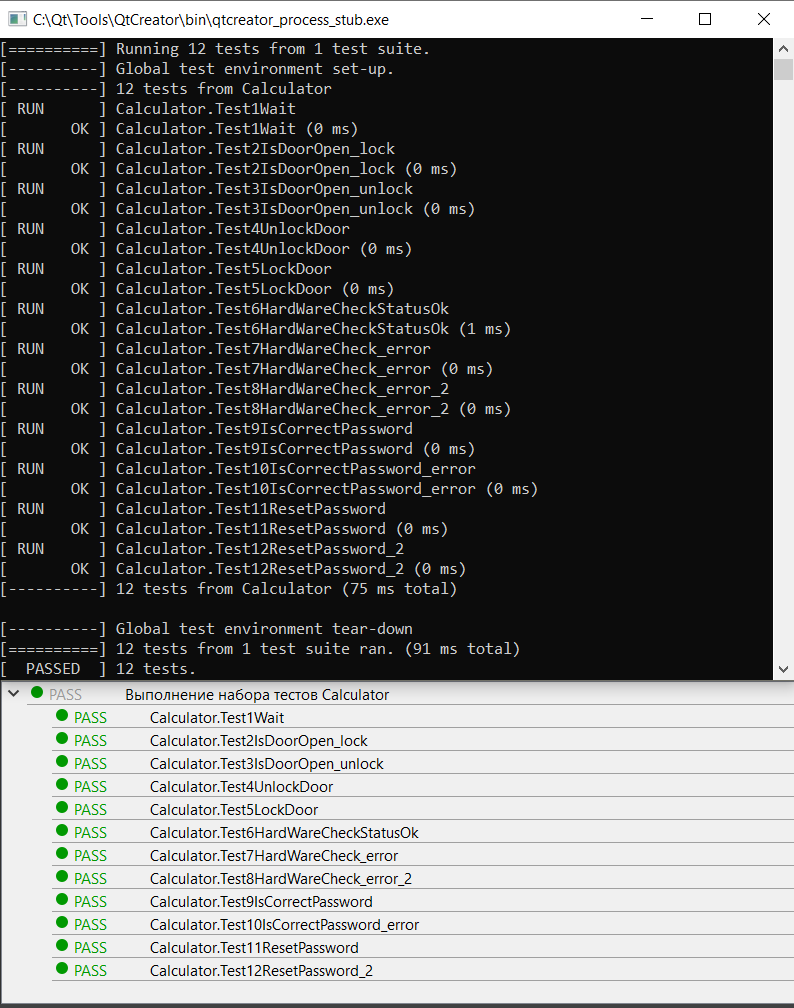 C:\Qt\Tools\QtCreator\bin\qtcreator_process_stub.exe
[==========] Running 12 tests from 1 test suite.
[----------] Global test environment set-up.
[----------] 12 tests from Calculator
[ RUN      ] Calculator.Test1Wait
[       OK ] Calculator.Test1Wait (0 ms)
[ RUN      ] Calculator.Test2IsDoorOpen_lock
[       OK ] Calculator.Test2IsDoorOpen_lock (0 ms)
[ RUN      ] Calculator.Test3IsDoorOpen_unlock
[       OK ] Calculator.Test3IsDoorOpen_unlock (0 ms)
[ RUN      ] Calculator.Test4UnlockDoor
[       OK ] Calculator.Test4UnlockDoor (0 ms)
[ RUN      ] Calculator.Test5LockDoor
[       OK ] Calculator.Test5LockDoor (0 ms)
[ RUN      ] Calculator.Test6HardWareCheckStatusOk
[       OK ] Calculator.Test6HardWareCheckStatusOk (1 ms)
[ RUN      ] Calculator.Test7HardWareCheck_error
[       OK ] Calculator.Test7HardWareCheck_error (0 ms)
[ RUN      ] Calculator.Test8HardWareCheck_error_2
[       OK ] Calculator.Test8HardWareCheck_error_2 (0 ms)
[ RUN      ] Calculator.Test9IsCorrectPassword
[       OK ] Calculator.Test9IsCorrectPassword (0 ms)
[ RUN      ] Calculator.Test10IsCorrectPassword_error
[       OK ] Calculator.Test10IsCorrectPassword_error (0 ms)
[ RUN      ] Calculator.Test11ResetPassword
[       OK ] Calculator.Test11ResetPassword (0 ms)
[ RUN      ] Calculator.Test12ResetPassword_2
[       OK ] Calculator.Test12ResetPassword_2 (0 ms)
[----------] 12 tests from Calculator (75 ms total)
[----------] Global test environment tear-down
[==========] 12 tests from 1 test suite ran. (91 ms total)
[  PASSED  ] 12 tests.
PASS Выполнение набора тестов Calculator
PASS Calculator.Test1Wait
PASS Calculator.Test2IsDoorOpen_lock
PASS Calculator.Test3IsDoorOpen_unlock
PASS Calculator.Test4UnlockDoor
PASS Calculator.Test5LockDoor
PASS Calculator.Test6HardWareCheckStatusOk
PASS Calculator.Test7HardWareCheck_error
PASS Calculator.Test8HardWareCheck_error_2
PASS Calculator.Test9IsCorrectPassword
PASS Calculator.Test10IsCorrectPassword_error
PASS Calculator.Test11ResetPassword
PASS Calculator.Test12ResetPassword_2